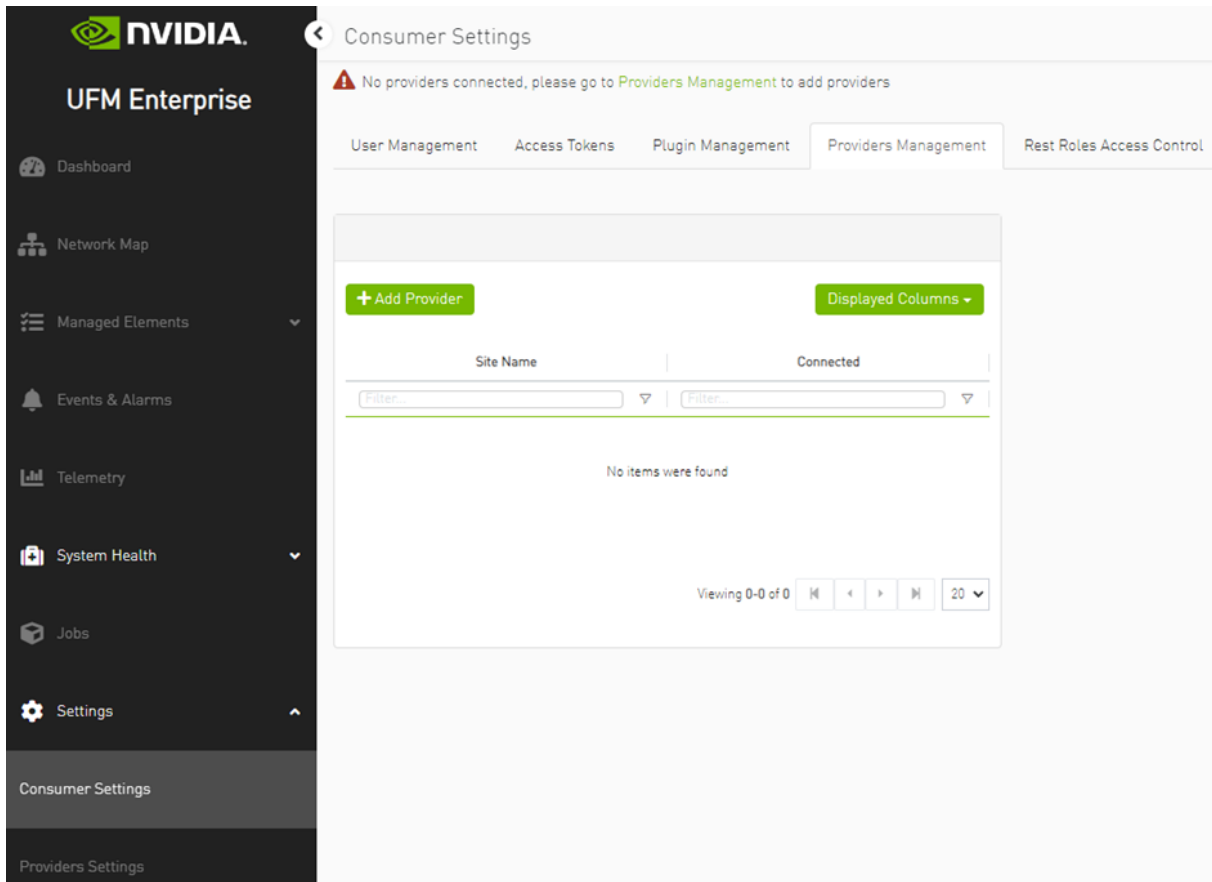 NVIDIA.
UFM Enterprise
Dashboard
Network Map
Managed Elements
Events & Alarms
Telemetry
System Health
Jobs
Settings
Consumer Settings
Providers Settings
Consumer Settings
No providers connected, please go to Providers Management to add providers
User Management Access Tokens Plugin Management Providers Management Rest Roles Access Control
Add Provider Displayed Columns
Site Name Connected
Filter... Filter...
No items were found
Viewing 0-0 of 0 20